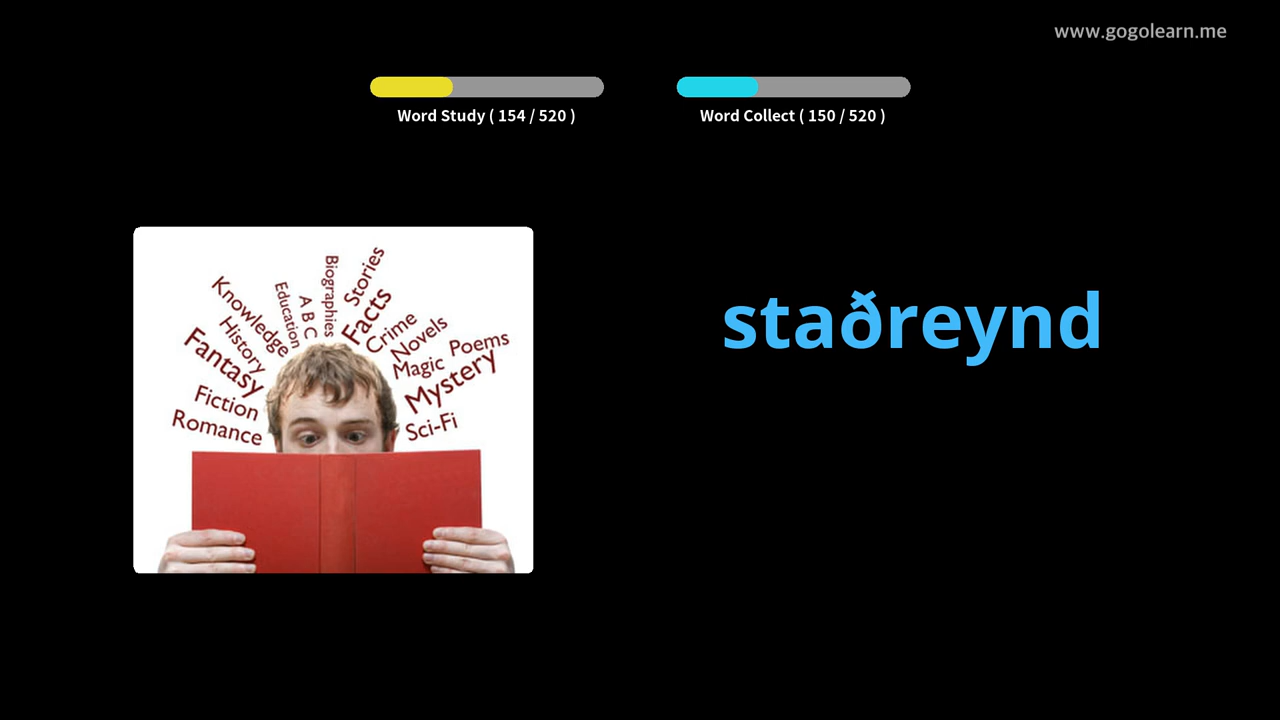 www.gogolearn.me
Word Study ( 154 / 520 )
Word Collect ( 150 / 520 )
staðreynd
Romance
Fiction
Fantasy
History
Knowledge
Education
A B C
Biographies
Stories
Facts
Crime
Novels
Magic
Poems
Mystery
Sci-Fi